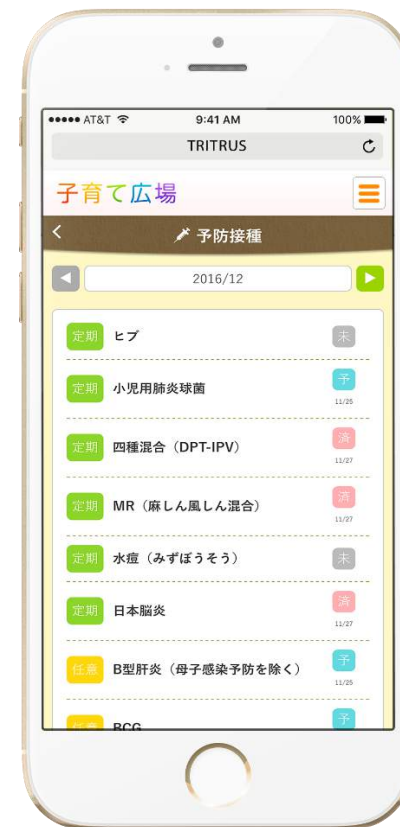 AT&T 9:41 AM 100%
TRITRUS
子育て広場
予防接種
2016/12
定期 ヒブ 未
定期 小児用肺炎球菌 予
11/25
定期 四種混合（DPT-IPV） 済
11/27
定期 MR（麻しん風しん混合） 済
11/27
定期 水痘（みずぼうそう） 未
定期 日本脳炎 済
11/27
任意 B型肝炎（母子感染予防を除く） 予
11/25
任意 BCG 予